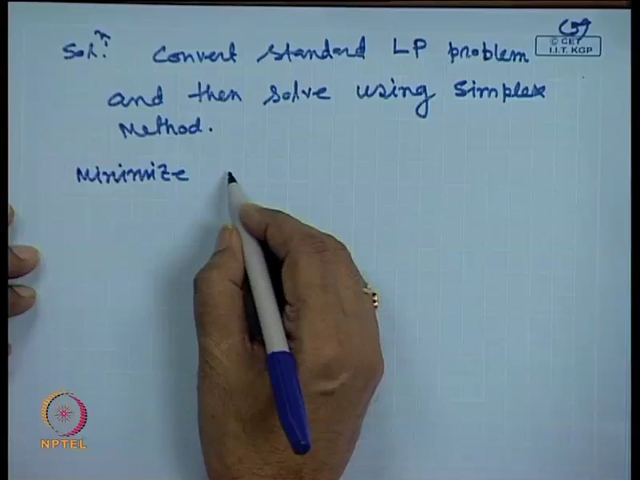 Solⁿ: Convert standard LP problem
and then solve using Simplex
Method.
Minimize
© CET
I.I.T. KGP
NPTEL